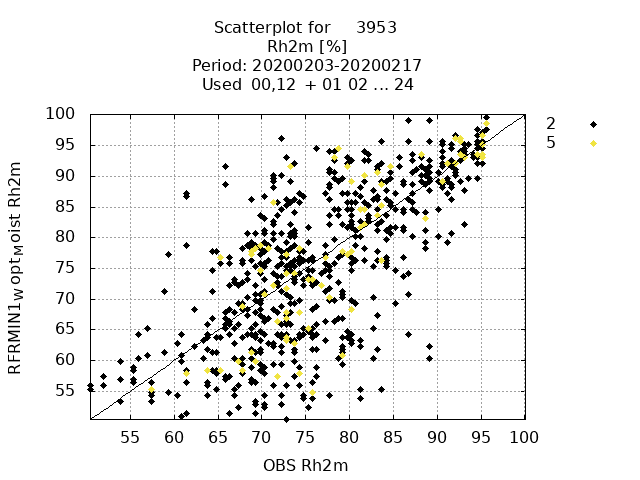 Scatterplot for 3953
Rh2m [%]
Period: 20200203-20200217
Used 00,12 + 01 02 ... 24
RFRMIN1_W opt_M oist Rh2m
100
95
90
85
80
75
70
65
60
55
2
5
55 60 65 70 75 80 85 90 95 100
OBS Rh2m